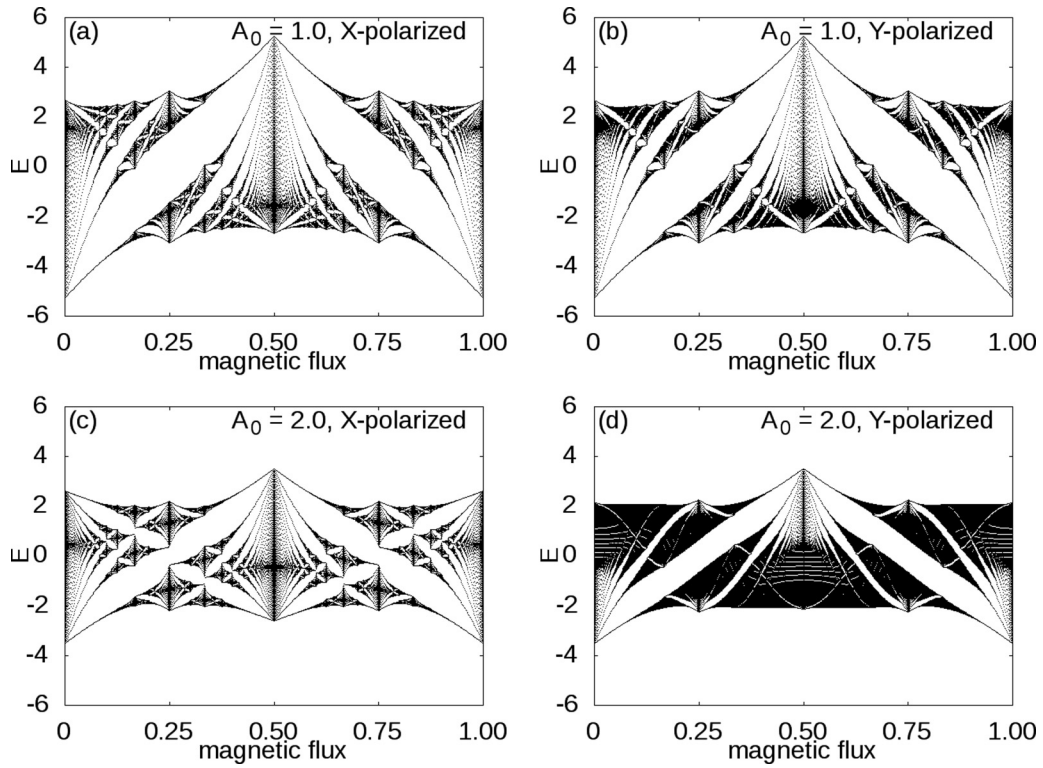 (a) A0 = 1.0, X-polarized
6
4
2
0
-2
-4
-6
E
0 0.25 0.50 0.75 1.00
magnetic flux
(b) A0 = 1.0, Y-polarized
6
4
2
0
-2
-4
-6
E
0 0.25 0.50 0.75 1.00
magnetic flux
(c) A0 = 2.0, X-polarized
6
4
2
0
-2
-4
-6
E
0 0.25 0.50 0.75 1.00
magnetic flux
(d) A0 = 2.0, Y-polarized
6
4
2
0
-2
-4
-6
E
0 0.25 0.50 0.75 1.00
magnetic flux